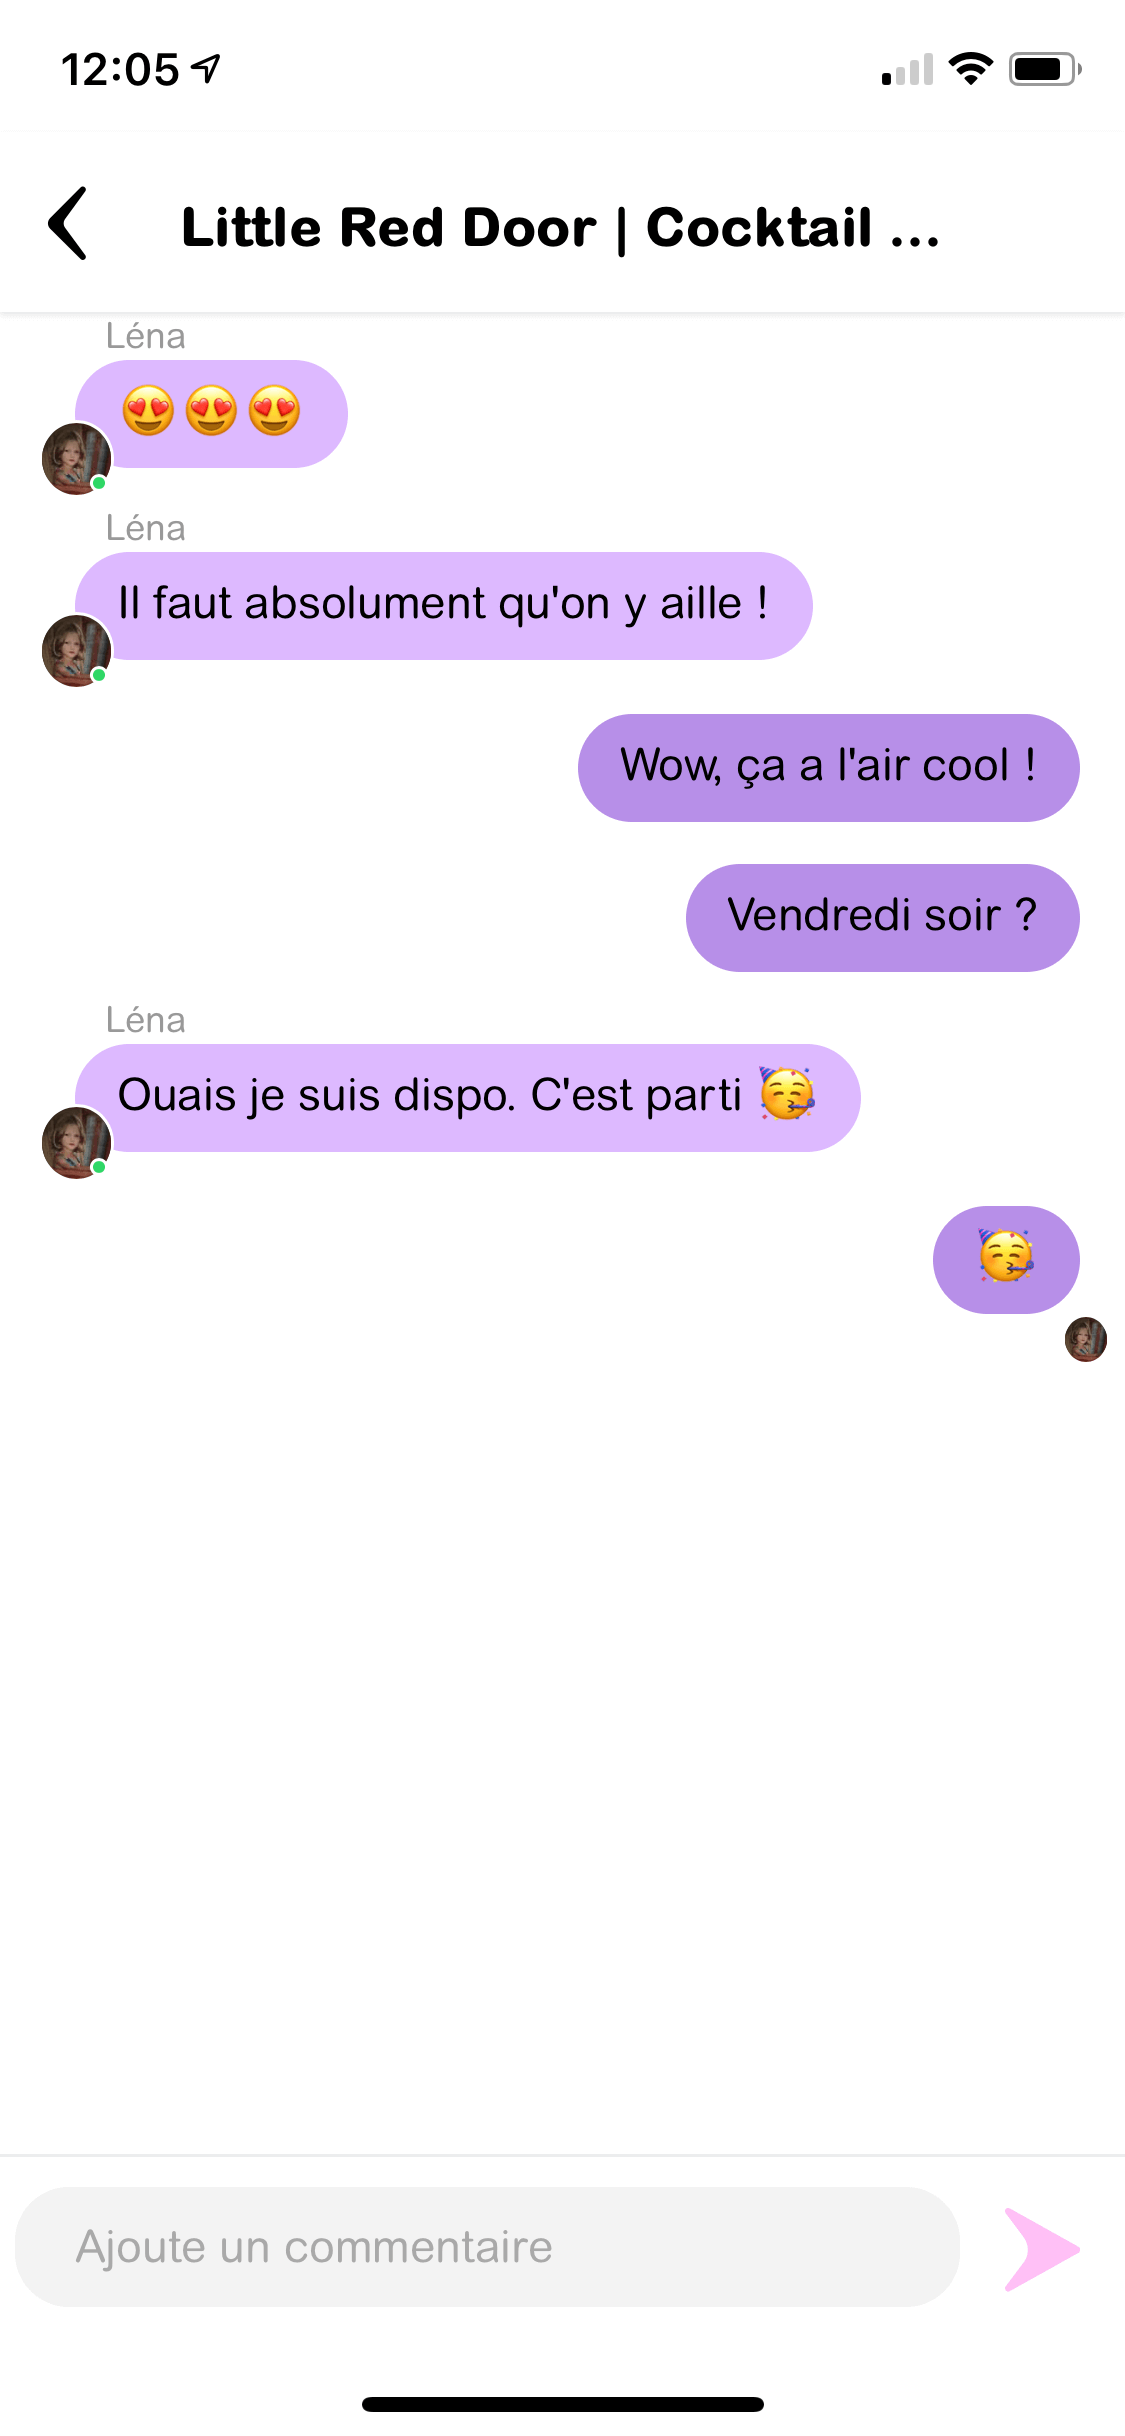 12:05
Little Red Door | Cocktail ...
Léna
😍😍😍
Léna
Il faut absolument qu'on y aille !
Wow, ça a l'air cool !
Vendredi soir ?
Léna
Ouais je suis dispo. C'est parti 🥳
🥳
Ajoute un commentaire